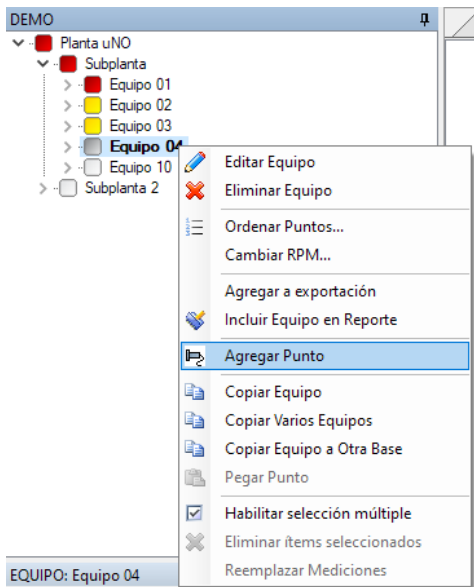 DEMO
Planta uNO
Subplanta
Equipo 01
Equipo 02
Equipo 03
Equipo 04
Equipo 10
Subplanta 2
Editar Equipo
Eliminar Equipo
Ordenar Puntos...
Cambiar RPM...
Agregar a exportación
Incluir Equipo en Reporte
Agregar Punto
Copiar Equipo
Copiar Varios Equipos
Copiar Equipo a Otra Base
Pegar Punto
Habilitar selección múltiple
Eliminar ítems seleccionados
Reemplazar Mediciones
EQUIPO: Equipo 04